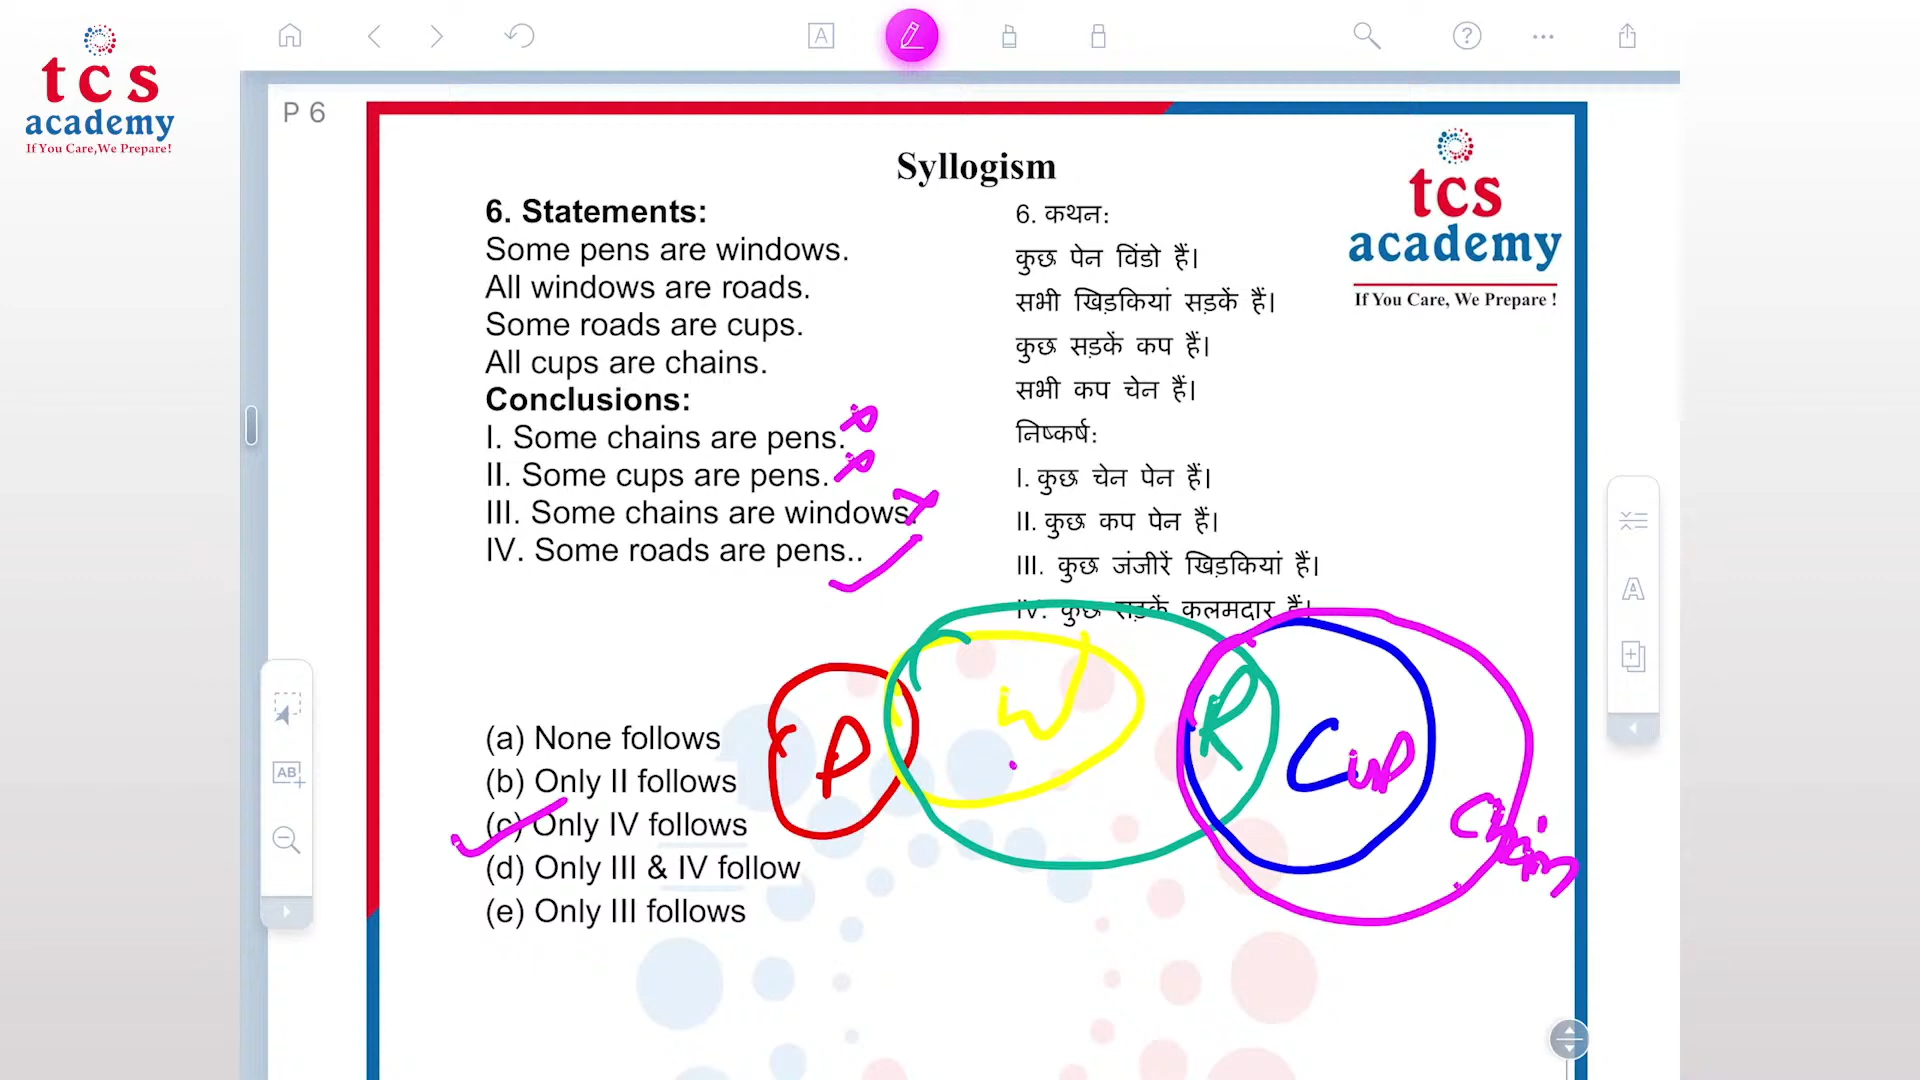 tcs
academy
If You Care,We Prepare!
A
?
P 6
Syllogism
tcs
academy
If You Care, We Prepare !
6. Statements:
Some pens are windows.
All windows are roads.
Some roads are cups.
All cups are chains.
Conclusions:
I. Some chains are pens.
II. Some cups are pens.
III. Some chains are windows.
IV. Some roads are pens..
6. कथन:
कुछ पेन विंडो हैं।
सभी खिड़कियां सड़कें हैं।
कुछ सड़कें कप हैं।
सभी कप चेन हैं।
निष्कर्ष:
I. कुछ चेन पेन हैं।
II. कुछ कप पेन हैं।
III. कुछ जंजीरें खिड़कियां हैं।
IV. कुछ सड़कें कलमदार हैं।
(a) None follows
(b) Only II follows
(c) Only IV follows
(d) Only III & IV follow
(e) Only III follows
P
W
R
Cup
Chain
AB
A